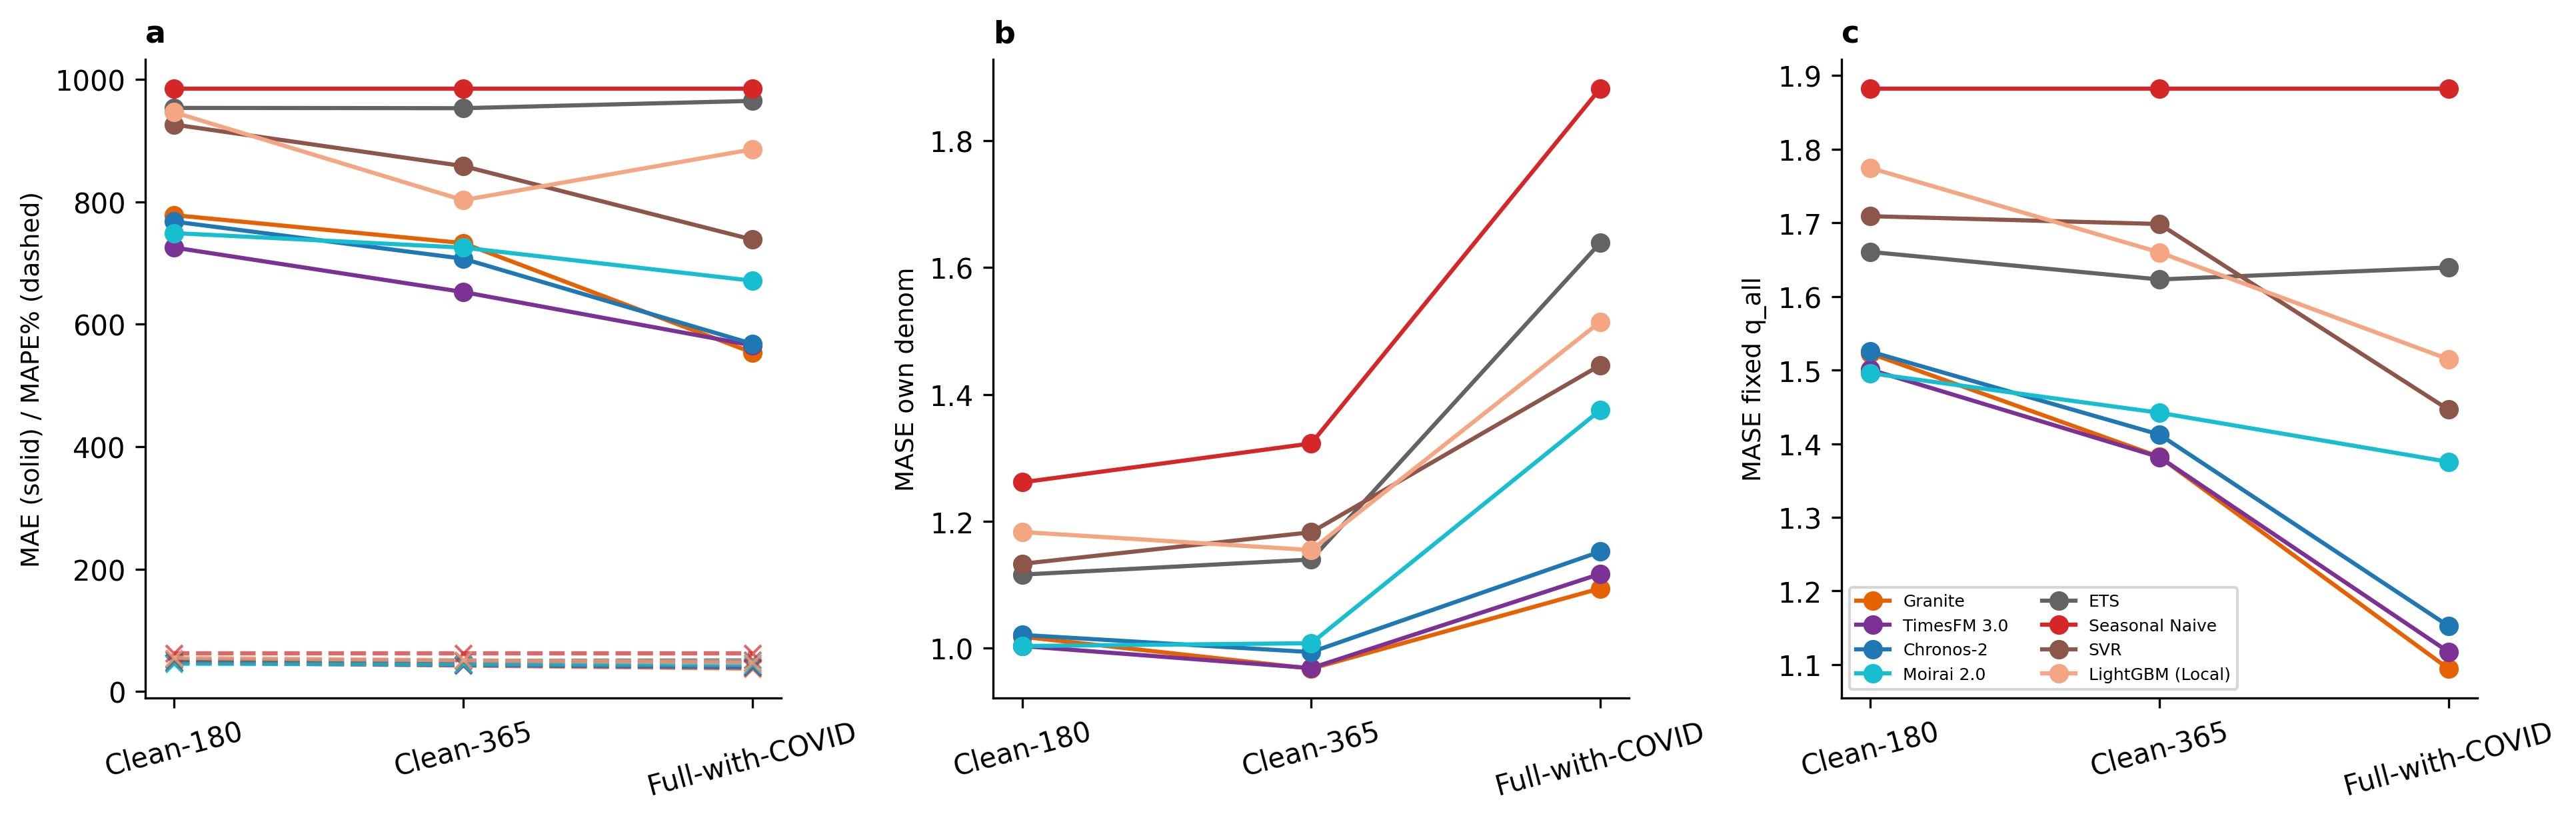 a
MAE (solid) / MAPE% (dashed)
1000
800
600
400
200
0
Clean-180
Clean-365
Full-with-COVID
b
MASE own denom
1.8
1.6
1.4
1.2
1.0
Clean-180
Clean-365
Full-with-COVID
c
MASE fixed q_all
1.9
1.8
1.7
1.6
1.5
1.4
1.3
1.2
1.1
Clean-180
Clean-365
Full-with-COVID
Granite
TimesFM 3.0
Chronos-2
Moirai 2.0
ETS
Seasonal Naive
SVR
LightGBM (Local)